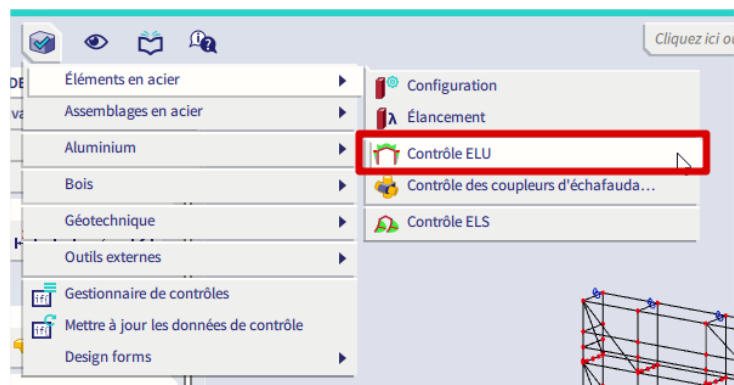 Cliquez ici ou
Éléments en acier
Assemblages en acier
Aluminium
Bois
Géotechnique
Outils externes
Gestionnaire de contrôles
Mettre à jour les données de contrôle
Design forms
Configuration
Élancement
Contrôle ELU
Contrôle des coupleurs d'échafauda...
Contrôle ELS